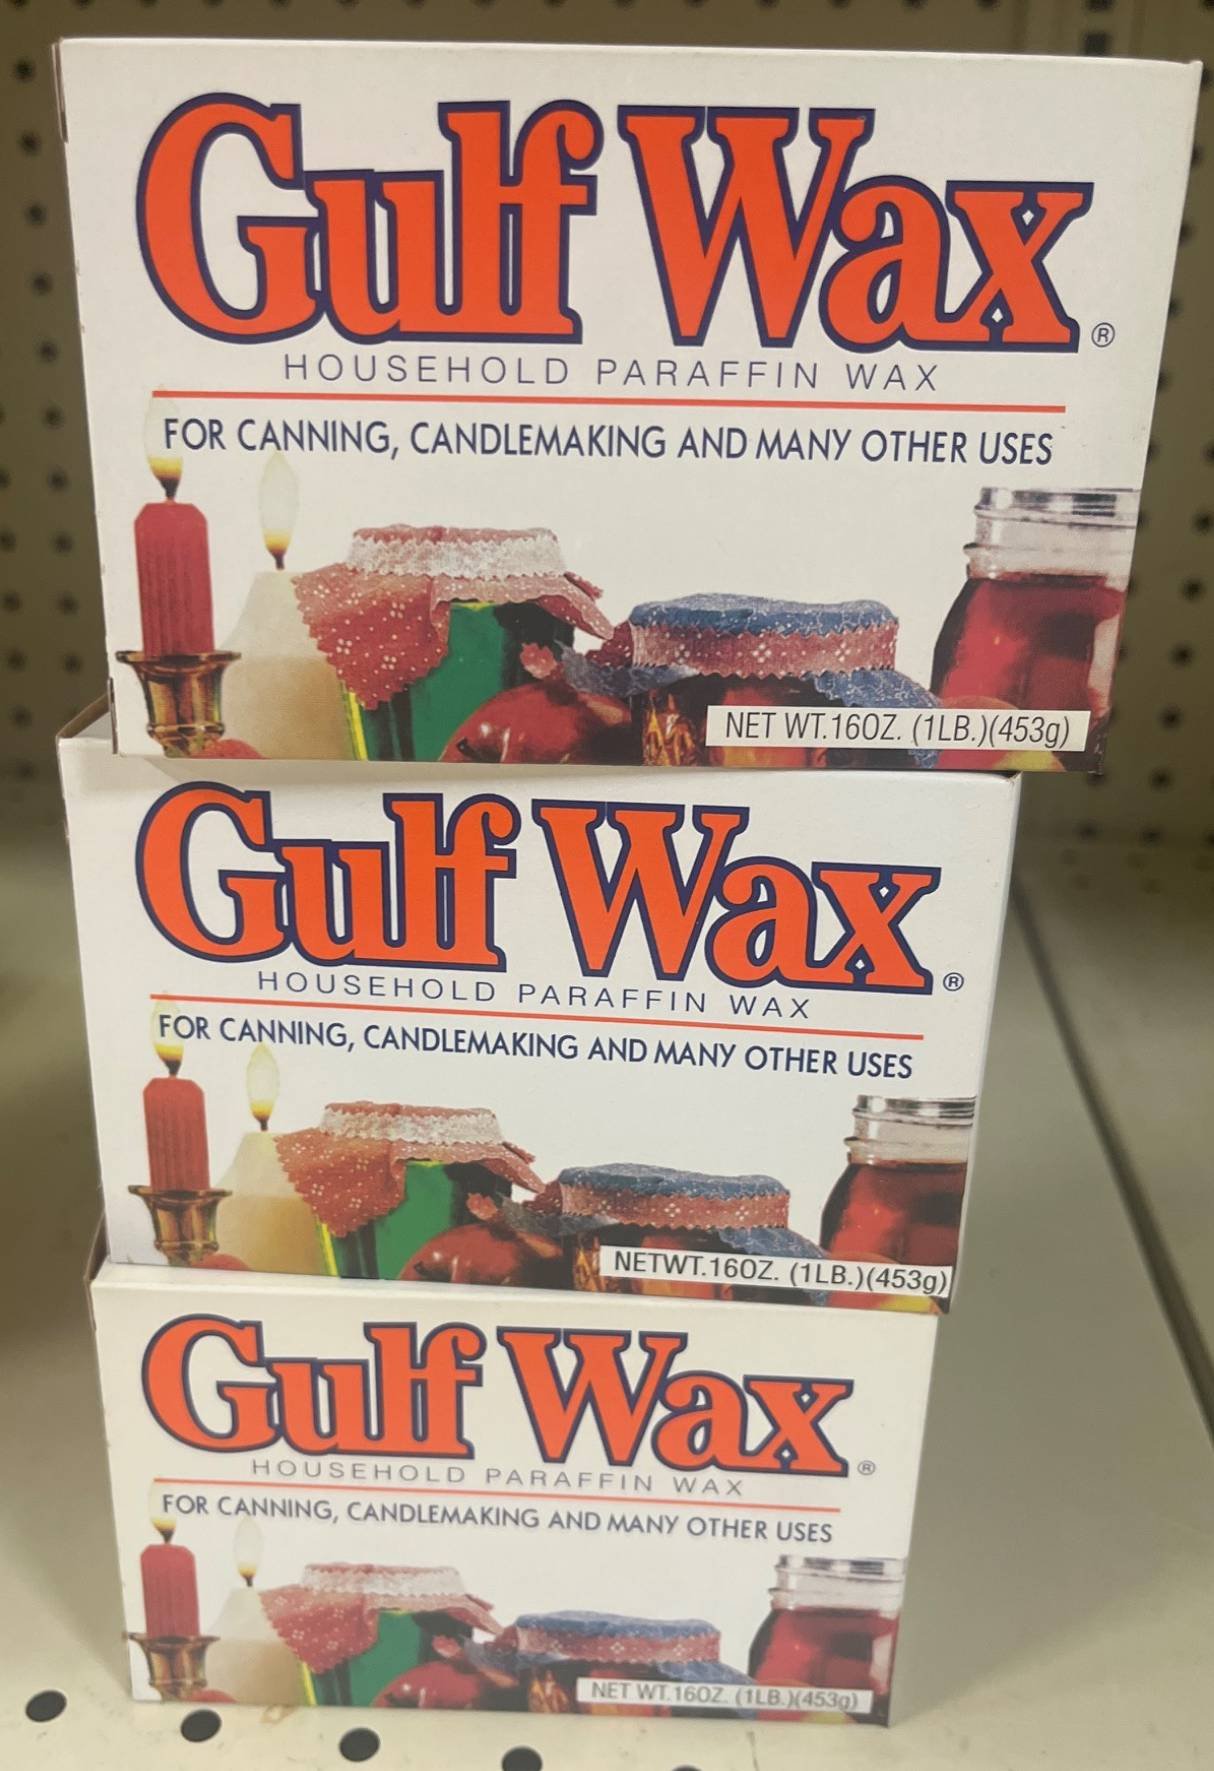 Gulf Wax®
HOUSEHOLD PARAFFIN WAX
FOR CANNING, CANDLEMAKING AND MANY OTHER USES
NET WT.16OZ. (1LB.)(453g)
Gulf Wax®
HOUSEHOLD PARAFFIN WAX
FOR CANNING, CANDLEMAKING AND MANY OTHER USES
NETWT.16OZ. (1LB.)(453g)
Gulf Wax®
HOUSEHOLD PARAFFIN WAX
FOR CANNING, CANDLEMAKING AND MANY OTHER USES
NET WT.16OZ. (1LB.)(453g)